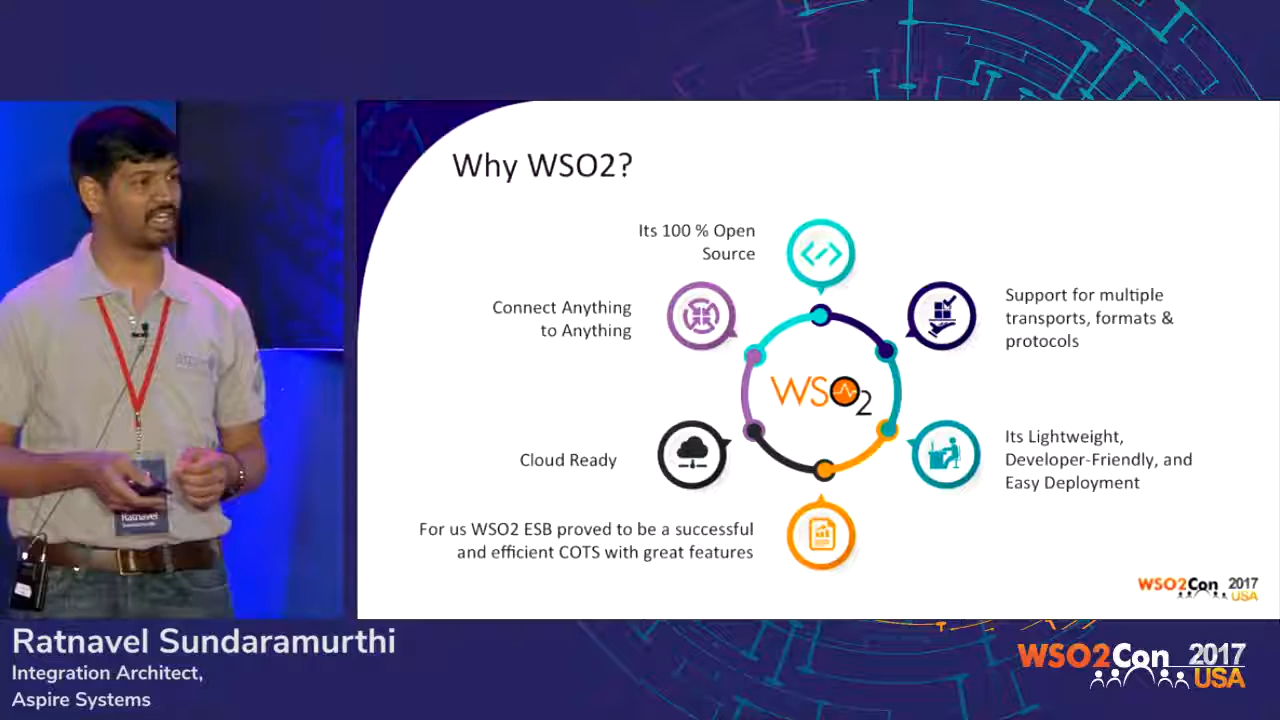 Why WSO2?
Its 100 % Open
Source
Connect Anything
to Anything
Support for multiple
transports, formats &
protocols
WSO2
Its Lightweight,
Developer-Friendly, and
Easy Deployment
Cloud Ready
For us WSO2 ESB proved to be a successful
and efficient COTS with great features
WSO2Con 2017
USA
Ratnavel
Ratnavel Sundaramurthi
Integration Architect,
Aspire Systems
WSO2Con 2017
USA